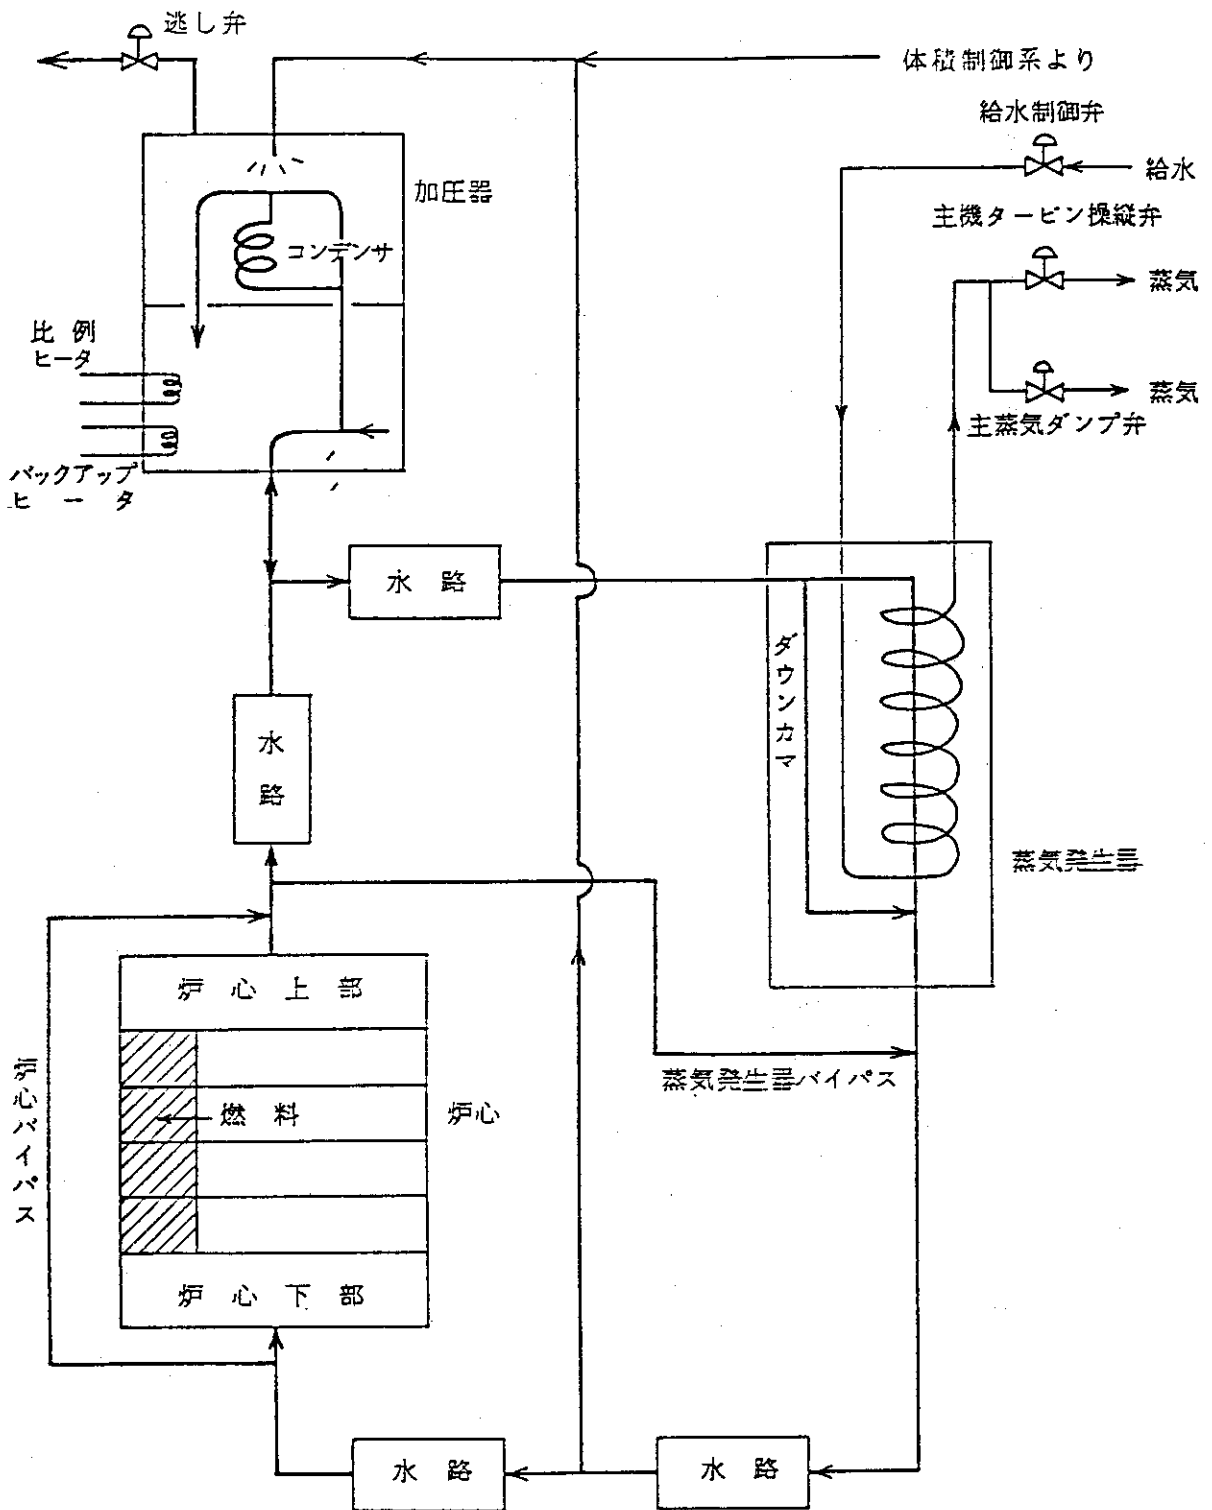 逃し弁
体積制御系より
給水制御弁
給水
加圧器
主機タービン操縦弁
コンデンサ
蒸気
比例
ヒータ
蒸気
主蒸気ダンプ弁
バックアップ
ヒータ
水路
ダウンカマ
水路
蒸気発生器
炉心上部
蒸気発生器バイパス
燃料
炉心
炉心バイパス
炉心下部
水路
水路